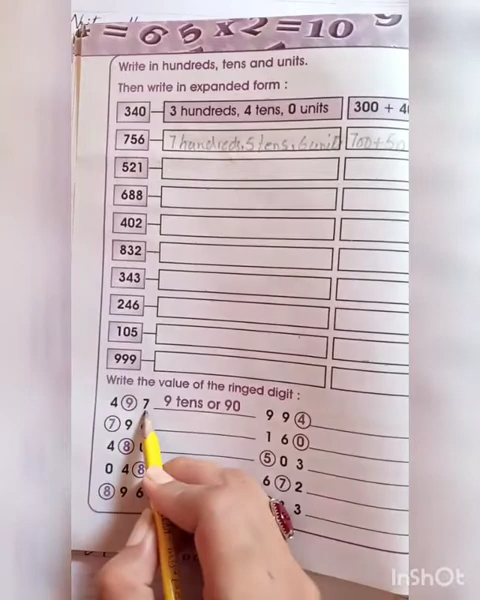 = 6 5 x 2 = 10 9
Write in hundreds, tens and units.
Then write in expanded form :
340 3 hundreds, 4 tens, 0 units 300 + 4
756 7 hundreds, 5 tens, 6 units 700 + 50
521
688
402
832
343
246
105
999
Write the value of the ringed digit :
4 9 7 9 tens or 90
9 9 4
7 9
1 6 0
4 8
5 0 3
0 4 8
6 7 2
8 9 6
3
InShOt